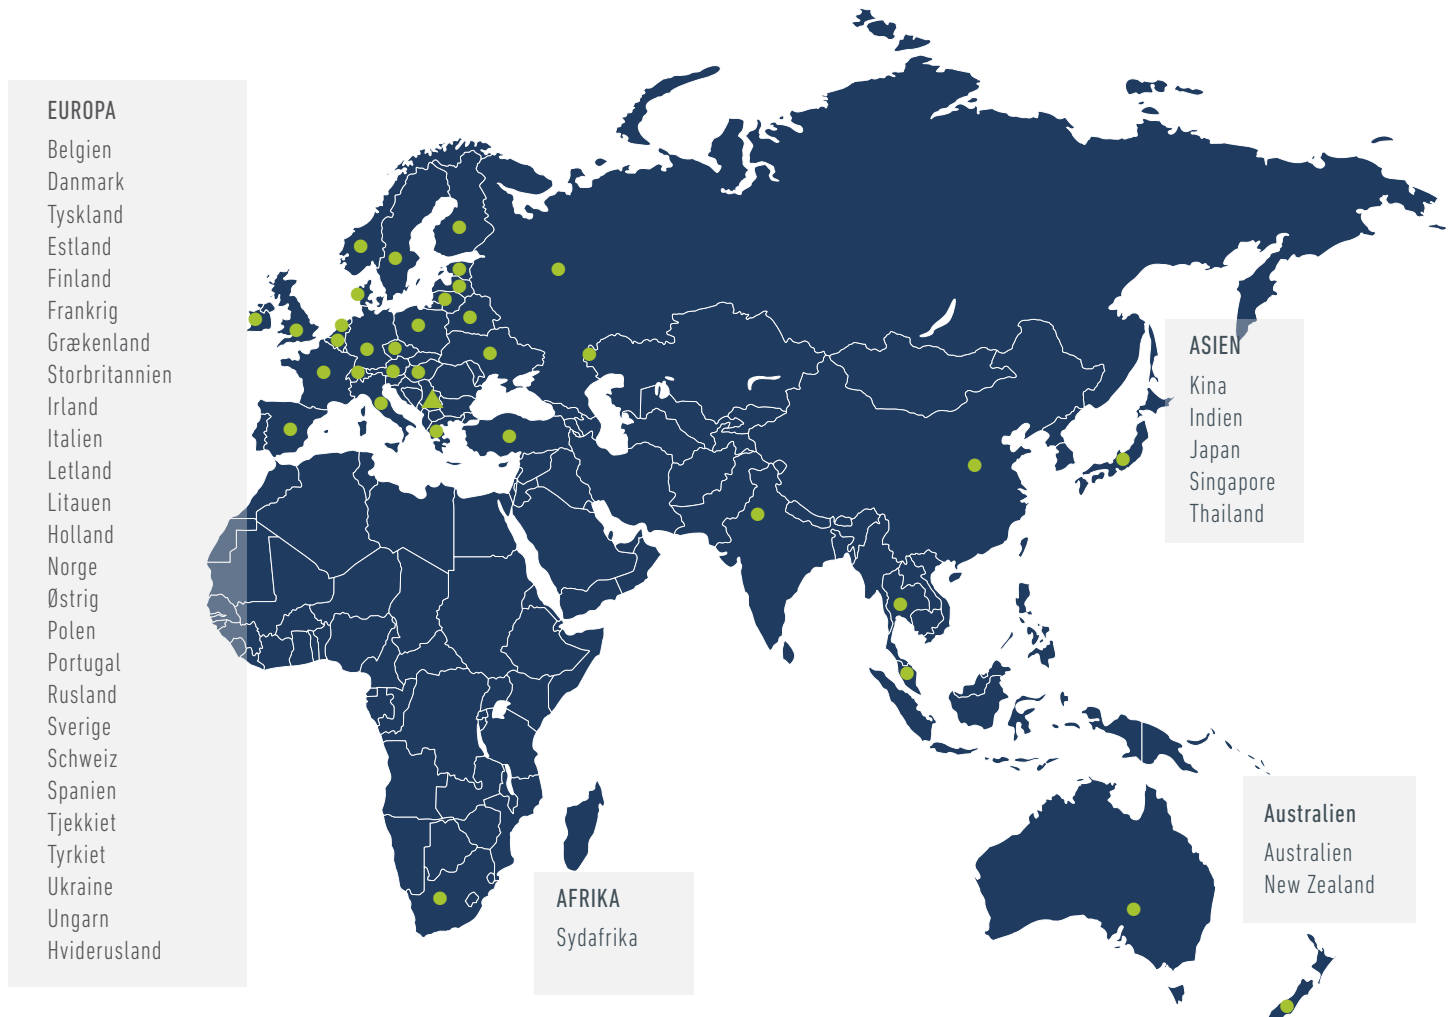 EUROPA
Belgien
Danmark
Tyskland
Estland
Finland
Frankrig
Grækenland
Storbritannien
Irland
Italien
Letland
Litauen
Holland
Norge
Østrig
Polen
Portugal
Rusland
Sverige
Schweiz
Spanien
Tjekkiet
Tyrkiet
Ukraine
Ungarn
Hviderusland
AFRIKA
Sydafrika
ASIEN
Kina
Indien
Japan
Singapore
Thailand
Australien
Australien
New Zealand